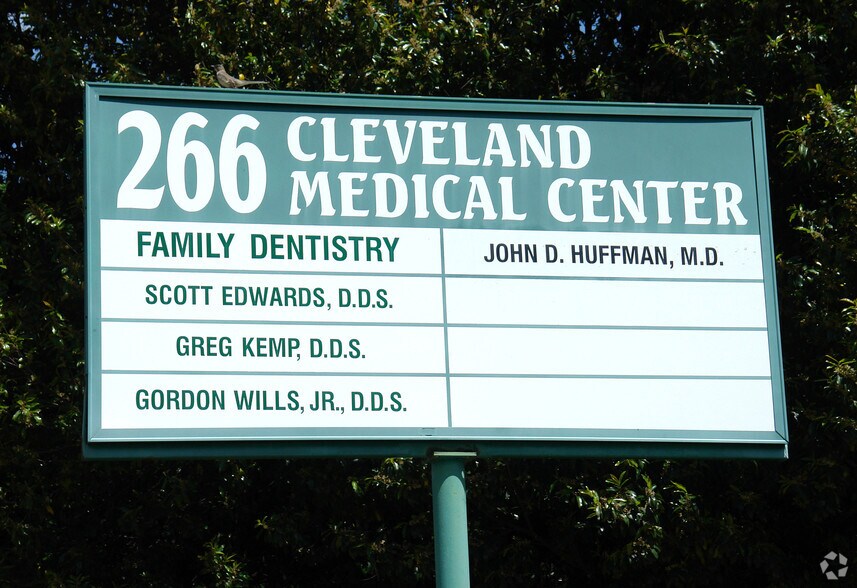 266 CLEVELAND
MEDICAL CENTER
FAMILY DENTISTRY
JOHN D. HUFFMAN, M.D.
SCOTT EDWARDS, D.D.S.
GREG KEMP, D.D.S.
GORDON WILLS, JR., D.D.S.